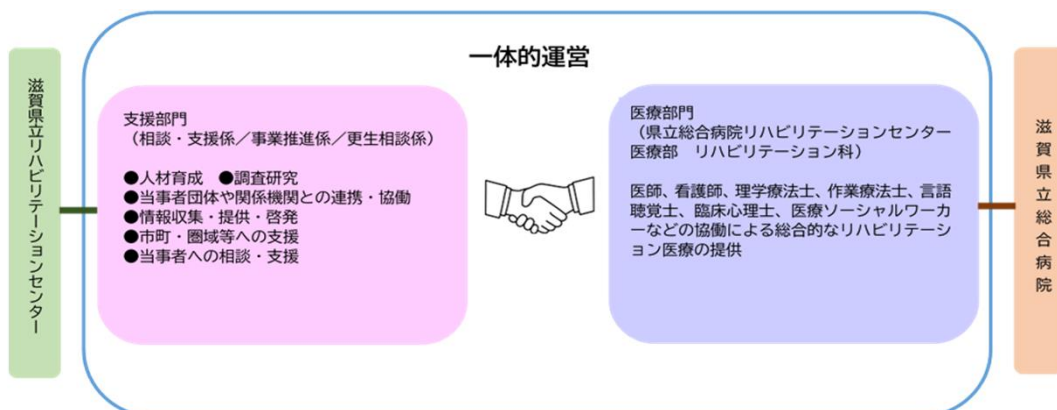 一体的運営
滋賀県立リハビリテーションセンター
支援部門
（相談・支援係／事業推進係／更生相談係）
●人材育成　●調査研究
●当事者団体や関係機関との連携・協働
●情報収集・提供・啓発
●市町・圏域等への支援
●当事者への相談・支援
医療部門
（県立総合病院リハビリテーションセンター
医療部　リハビリテーション科）
医師、看護師、理学療法士、作業療法士、言語
聴覚士、臨床心理士、医療ソーシャルワーカ
ーなどの協働による総合的なリハビリテーシ
ョン医療の提供
滋賀県立総合病院